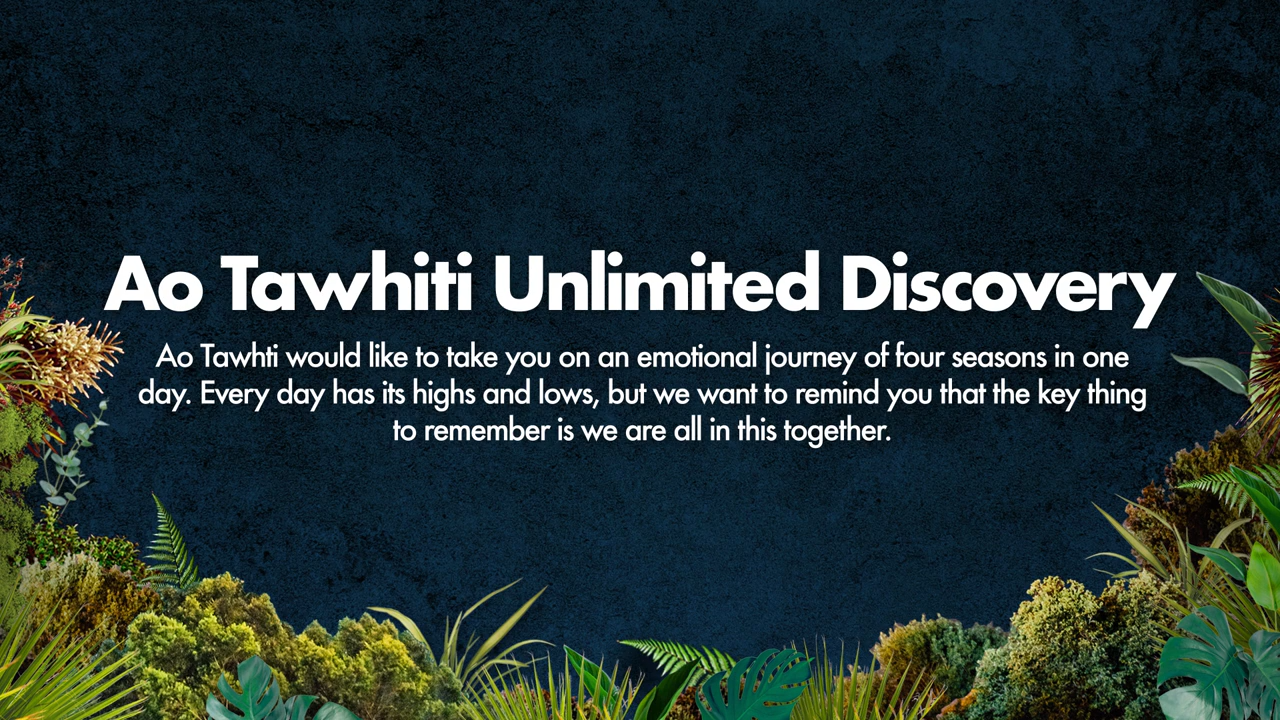 Ao Tawhiti Unlimited Discovery
Ao Tawhti would like to take you on an emotional journey of four seasons in one
day. Every day has its highs and lows, but we want to remind you that the key thing
to remember is we are all in this together.